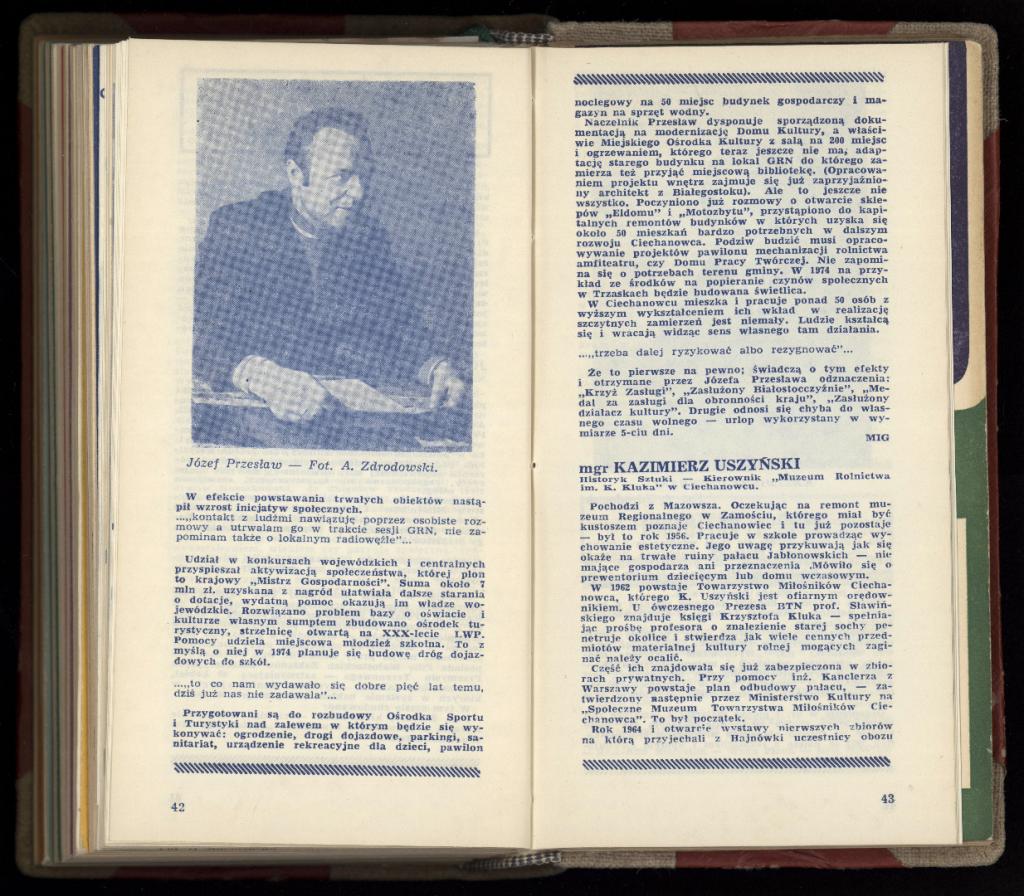 Józef Przesław — Fot. A. Zdrodowski.
W efekcie powstawania trwałych obiektów nastą-
pił wzrost inicjatyw społecznych.
...„kontakt z ludźmi nawiązuję poprzez osobiste roz-
mowy a utrwalam go w trakcie sesji GRN, nie za-
pominam także o lokalnym radiowęźle”...
Udział w konkursach wojewódzkich i centralnych
przyspieszał aktywizacją społeczeństwa, której plon
to krajowy „Mistrz Gospodarności”. Suma około 7
mln zł. uzyskana z nagród ułatwiała dalsze starania
o dotacje, wydatną pomoc okazują im władze wo-
jewódzkie. Rozwiązano problem bazy o oświacie i
kulturze własnym sumptem zbudowano ośrodek tu-
rystyczny, strzelnicę otwartą na XXX-lecie LWP.
Pomocy udziela miejscowa młodzież szkolna. To z
myślą o niej w 1974 planuje się budowę dróg dojaz-
dowych do szkół.
...„to co nam wydawało się dobre pięć lat temu,
dziś już nas nie zadawala”...
Przygotowani są do rozbudowy Ośrodka Sportu
i Turystyki nad zalewem w którym będzie się wy-
konywać: ogrodzenie, drogi dojazdowe, parkingi, sa-
nitariat, urządzenie rekreacyjne dla dzieci, pawilon
42
noclegowy na 50 miejsc budynek gospodarczy i ma-
gazyn na sprzęt wodny.
Naczelnik Przesław dysponuje sporządzoną doku-
mentacją na modernizację Domu Kultury, a właści-
wie Miejskiego Ośrodka Kultury z salą na 200 miejsc
i ogrzewaniem, którego teraz jeszcze nie ma, adap-
tację starego budynku na lokal GRN do którego za-
mierza też przyjąć miejscową bibliotekę. (Opracowa-
niem projektu wnętrz zajmuje się już zaprzyjaźnio-
ny architekt z Białegostoku). Ale to jeszcze nie
wszystko. Poczyniono już rozmowy o otwarcie skle-
pów „Eldomu” i „Motozbytu”, przystąpiono do kapi-
talnych remontów budynków w których uzyska się
około 50 mieszkań bardzo potrzebnych w dalszym
rozwoju Ciechanowca. Podziw budzić musi opraco-
wywanie projektów pawilonu mechanizacji rolnictwa
amfiteatru, czy Domu Pracy Twórczej. Nie zapomi-
na się o potrzebach terenu gminy. W 1974 na przy-
kład ze środków na popieranie czynów społecznych
w Trzaskach będzie budowana świetlica.
W Ciechanowcu mieszka i pracuje ponad 50 osób z
wyższym wykształceniem ich wkład w realizację
szczytnych zamierzeń jest niemały. Ludzie kształcą
się i wracają widząc sens własnego tam działania.
...„trzeba dalej ryzykować albo rezygnować”...
Że to pierwsze na pewno; świadczą o tym efekty
i otrzymane przez Józefa Przesława odznaczenia:
„Krzyż Zasługi”, „Zasłużony Białostocczyźnie”, „Me-
dal za zasługi dla obronności kraju”, „Zasłużony
działacz kultury”. Drugie odnosi się chyba do włas-
nego czasu wolnego — urlop wykorzystany w wy-
miarze 5-ciu dni.
MIG
mgr KAZIMIERZ USZYŃSKI
Historyk Sztuki — Kierownik „Muzeum Rolnictwa
im. K. Kluka” w Ciechanowcu.
Pochodzi z Mazowsza. Oczekując na remont mu-
zeum Regionalnego w Zamościu, którego miał być
kustoszem poznaje Ciechanowiec i tu już pozostaje
— był to rok 1956. Pracuje w szkole prowadząc wy-
chowanie estetyczne. Jego uwagę przykuwają jak się
okaże na trwałe ruiny pałacu Jabłonowskich — nie
mające gospodarza ani przeznaczenia .Mówiło się o
prewentorium dziecięcym lub domu wczasowym.
W 1962 powstaje Towarzystwo Miłośników Ciecha-
nowca, którego K. Uszyński jest ofiarnym orędow-
nikiem. U ówczesnego Prezesa BTN prof. Sławiń-
skiego znajduje księgi Krzysztofa Kluka — spełnia-
jąc prośbę profesora o znalezienie starej sochy pe-
netruje okolice i stwierdza jak wiele cennych przed-
miotów materialnej kultury rolnej mogących zagi-
nąć należy ocalić.
Część ich znajdowała się już zabezpieczona w zbio-
rach prywatnych. Przy pomocy inż. Kanclerza z
Warszawy powstaje plan odbudowy pałacu, — za-
twierdzony następnie przez Ministerstwo Kultury na
„Społeczne Muzeum Towarzystwa Miłośników Cie-
chanowca”. To był początek.
Rok 1964 i otwarcie wystawy pierwszych zbiorów
na którą przyjechali z Hajnówki uczestnicy obozu
43